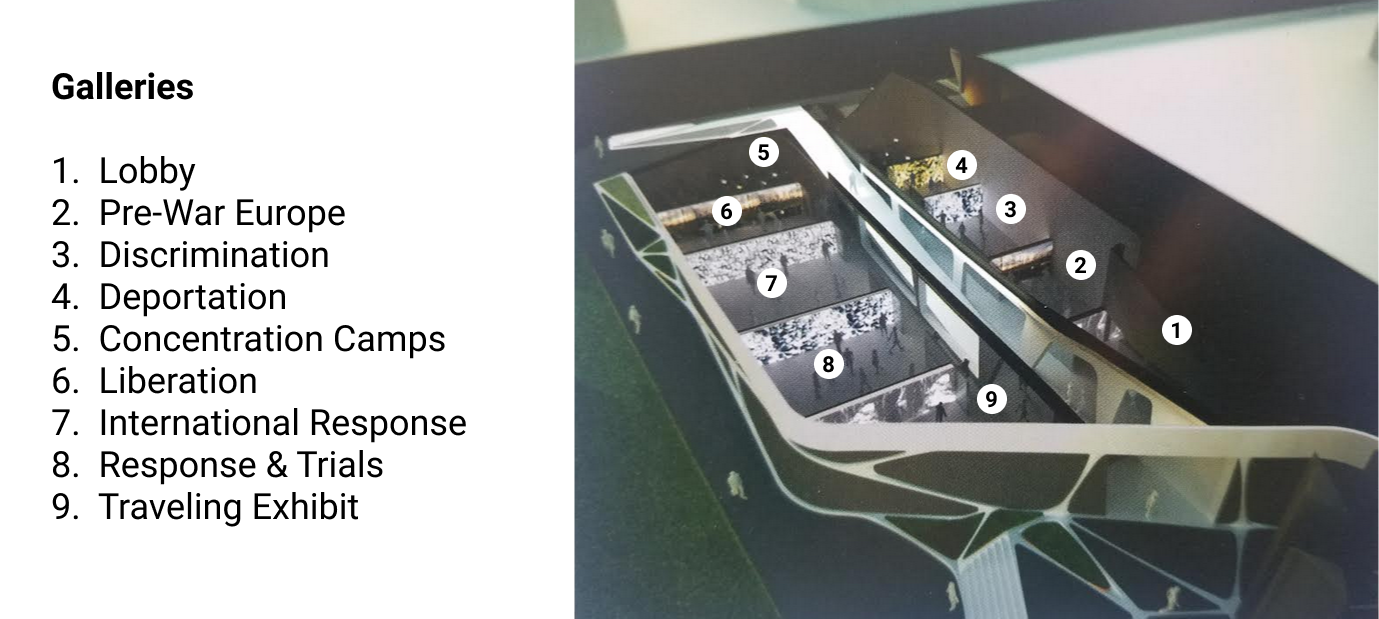 Galleries
1. Lobby
2. Pre-War Europe
3. Discrimination
4. Deportation
5. Concentration Camps
6. Liberation
7. International Response
8. Response & Trials
9. Traveling Exhibit
5
4
6
3
2
7
1
8
9